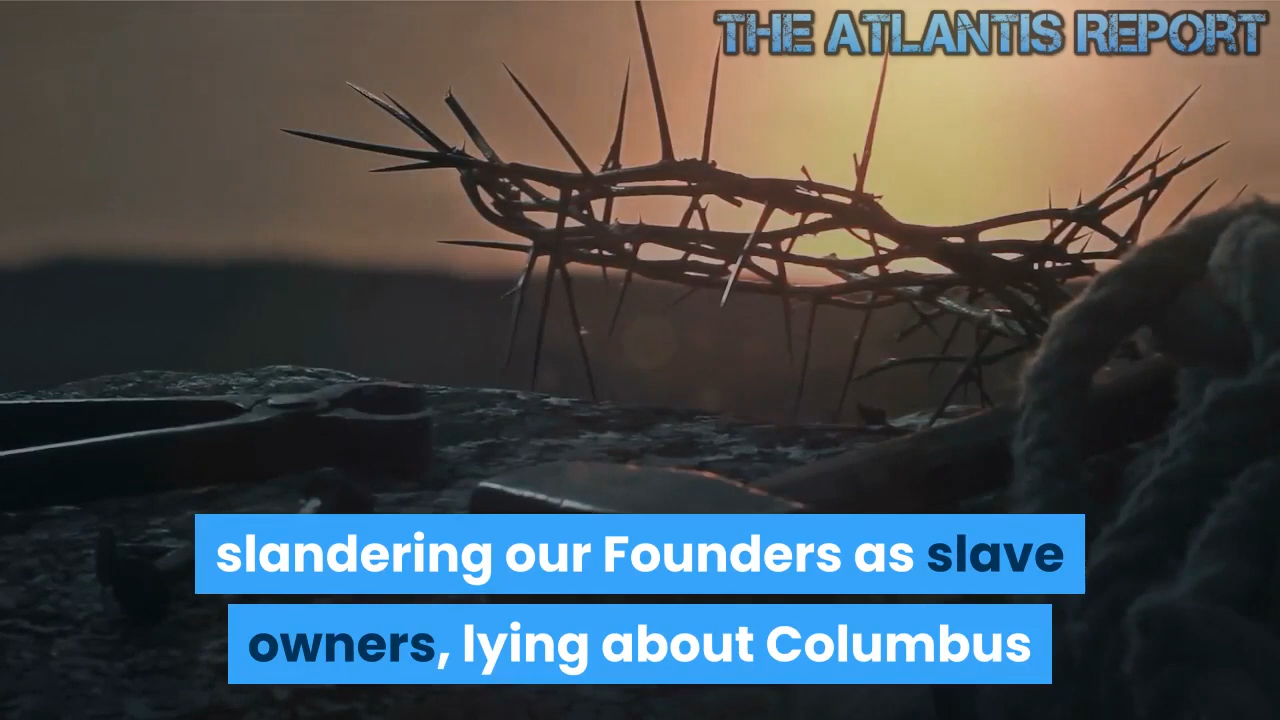 THE ATLANTIS REPORT
slandering our Founders as slave
owners, lying about Columbus